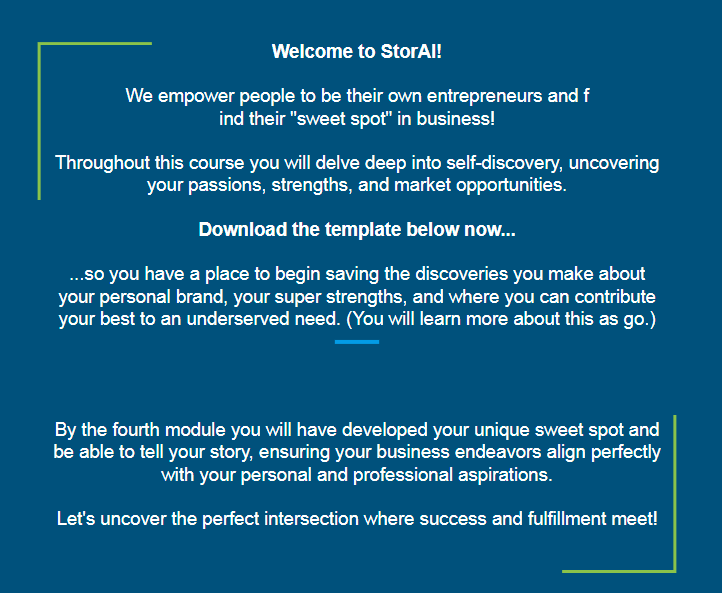 Welcome to StorAI!
We empower people to be their own entrepreneurs and f
ind their "sweet spot" in business!
Throughout this course you will delve deep into self-discovery, uncovering
your passions, strengths, and market opportunities.
Download the template below now...
...so you have a place to begin saving the discoveries you make about
your personal brand, your super strengths, and where you can contribute
your best to an underserved need. (You will learn more about this as go.)
By the fourth module you will have developed your unique sweet spot and
be able to tell your story, ensuring your business endeavors align perfectly
with your personal and professional aspirations.
Let's uncover the perfect intersection where success and fulfillment meet!